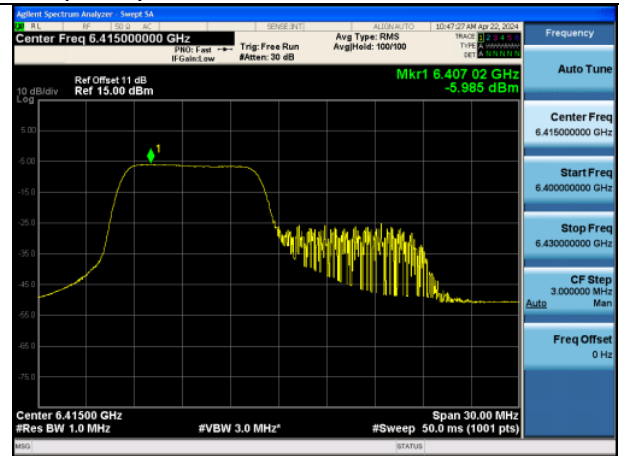 Agilent Spectrum Analyzer - Swept SA
RL RF 50 Ω AC SENSE:INT ALIGN AUTO 10:47:27 AM Apr 22, 2024
Center Freq 6.415000000 GHz
PNO: Fast
IFGain:Low
Trig: Free Run
#Atten: 30 dB
Avg Type: RMS
Avg|Hold: 100/100
TRACE 1 2 3 4 5 6
TYPE A WWWWW
DET A N N N N N
Ref Offset 11 dB
Ref 15.00 dBm
10 dB/div
Log
Mkr1 6.407 02 GHz
-5.985 dBm
5.00
-5.00
-15.0
-25.0
-35.0
-45.0
-55.0
-65.0
-75.0
1
Center 6.41500 GHz
#Res BW 1.0 MHz
#VBW 3.0 MHz*
Span 30.00 MHz
#Sweep 50.0 ms (1001 pts)
MSG
STATUS
Frequency
Auto Tune
Center Freq
6.415000000 GHz
Start Freq
6.400000000 GHz
Stop Freq
6.430000000 GHz
CF Step
3.000000 MHz
Auto Man
Freq Offset
0 Hz